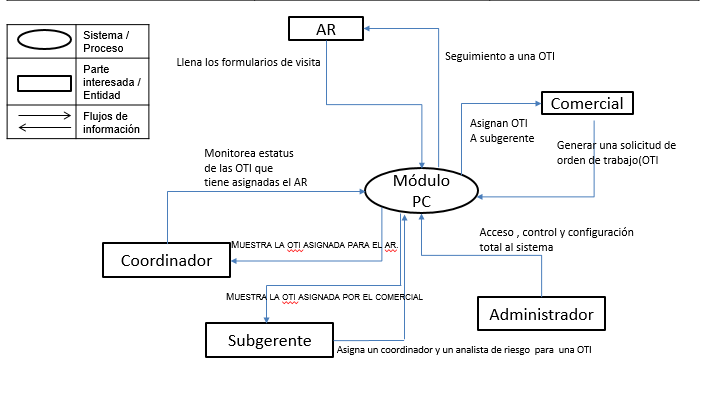 Sistema /
Proceso
Parte
interesada /
Entidad
Flujos de
información
AR
Llena los formularios de visita
Seguimiento a una OTI
Comercial
Asignan OTI
A subgerente
Generar una solicitud de
orden de trabajo(OTI
Monitorea estatus
de las OTI que
tiene asignadas el AR
Módulo
PC
Acceso , control y configuración
total al sistema
MUESTRA LA OTI ASIGNADA PARA EL AR.
Coordinador
MUESTRA LA OTI ASIGNADA POR EL COMERCIAL
Administrador
Subgerente
Asigna un coordinador y un analista de riesgo para una OTI